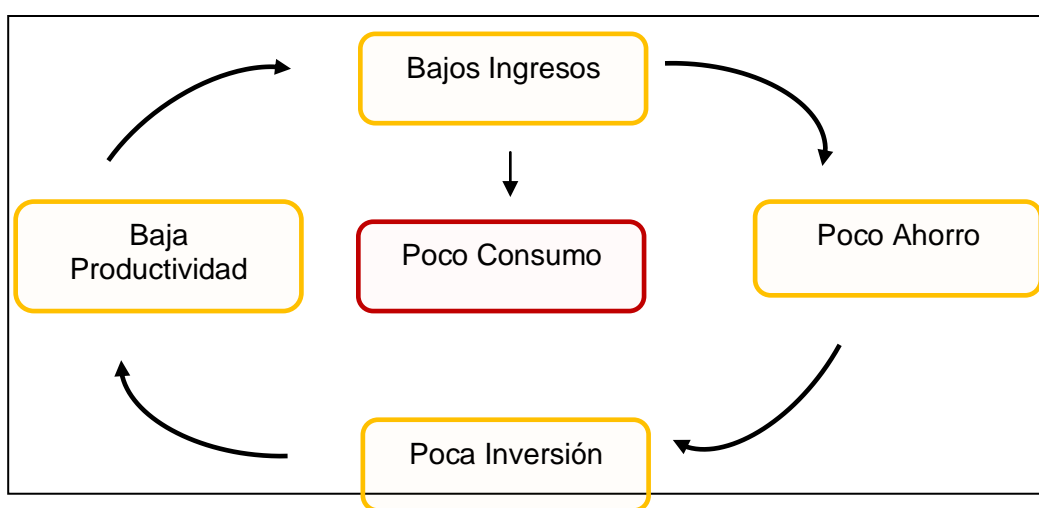 Bajos Ingresos
Baja
Productividad
Poco Consumo
Poco Ahorro
Poca Inversión